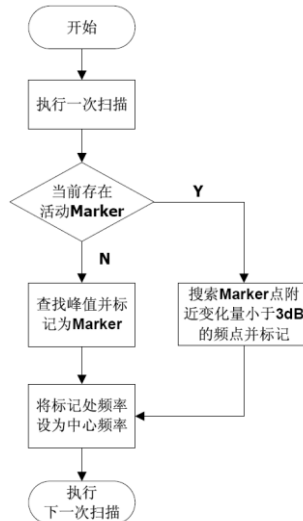 开始
执行一次扫描
当前存在
活动Marker
Y
N
查找峰值并标
记为Marker
搜索Marker点附
近变化量小于3dB
的频点并标记
将标记处频率
设为中心频率
执行
下一次扫描